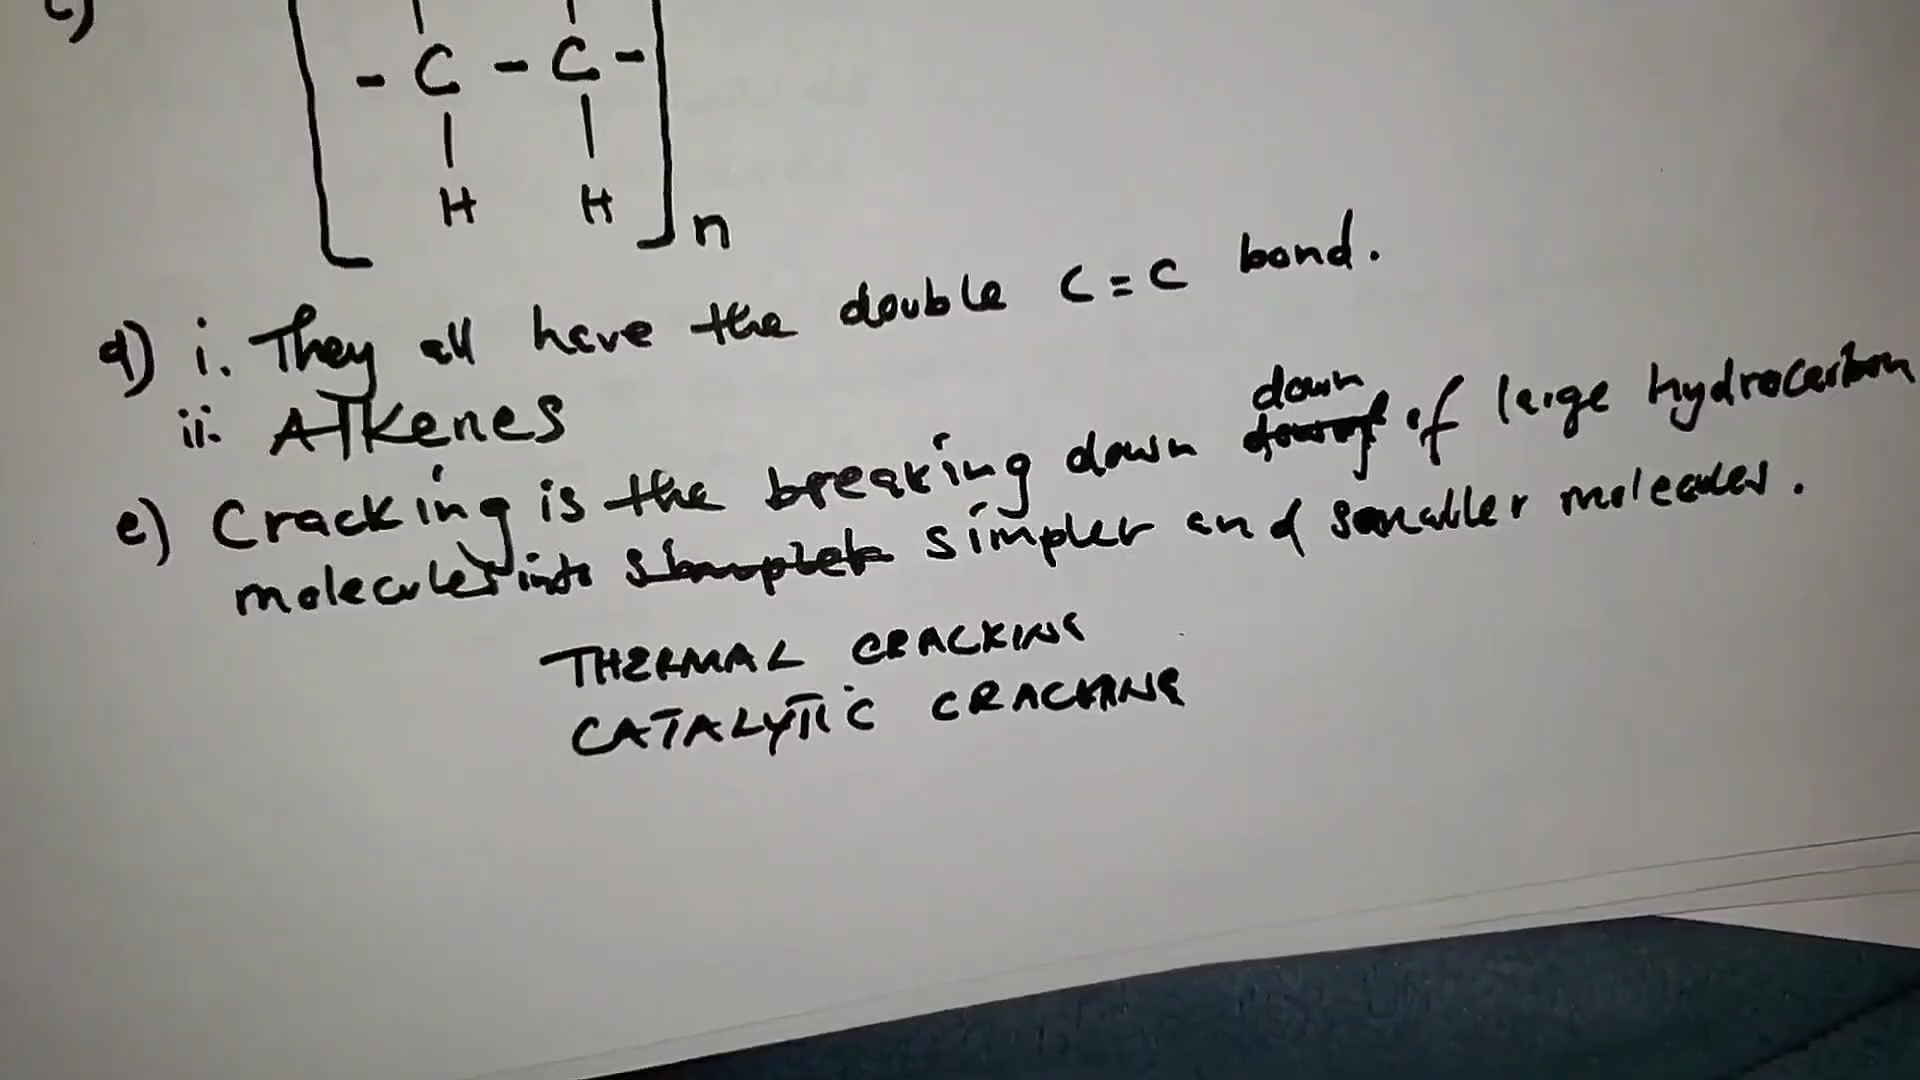 c)
- C - C -
| |
H H
n
d) i. They all have the double C=C bond.
ii. Alkenes
down
e) Cracking is the breaking down of large hydrocarbon
molecules into simpler and smaller molecules.
THERMAL CRACKING
CATALYTIC CRACKING